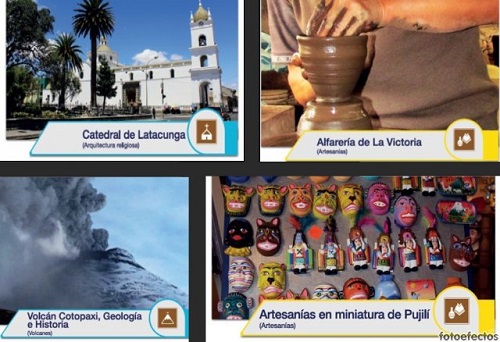 Catedral de Latacunga
(Arquitectura religiosa)
Alfarería de La Victoria
(Artesanías)
Volcán Cotopaxi, Geología
e Historia
(Volcanes)
Artesanías en miniatura de Pujilí
(Artesanías)
fotoefectos